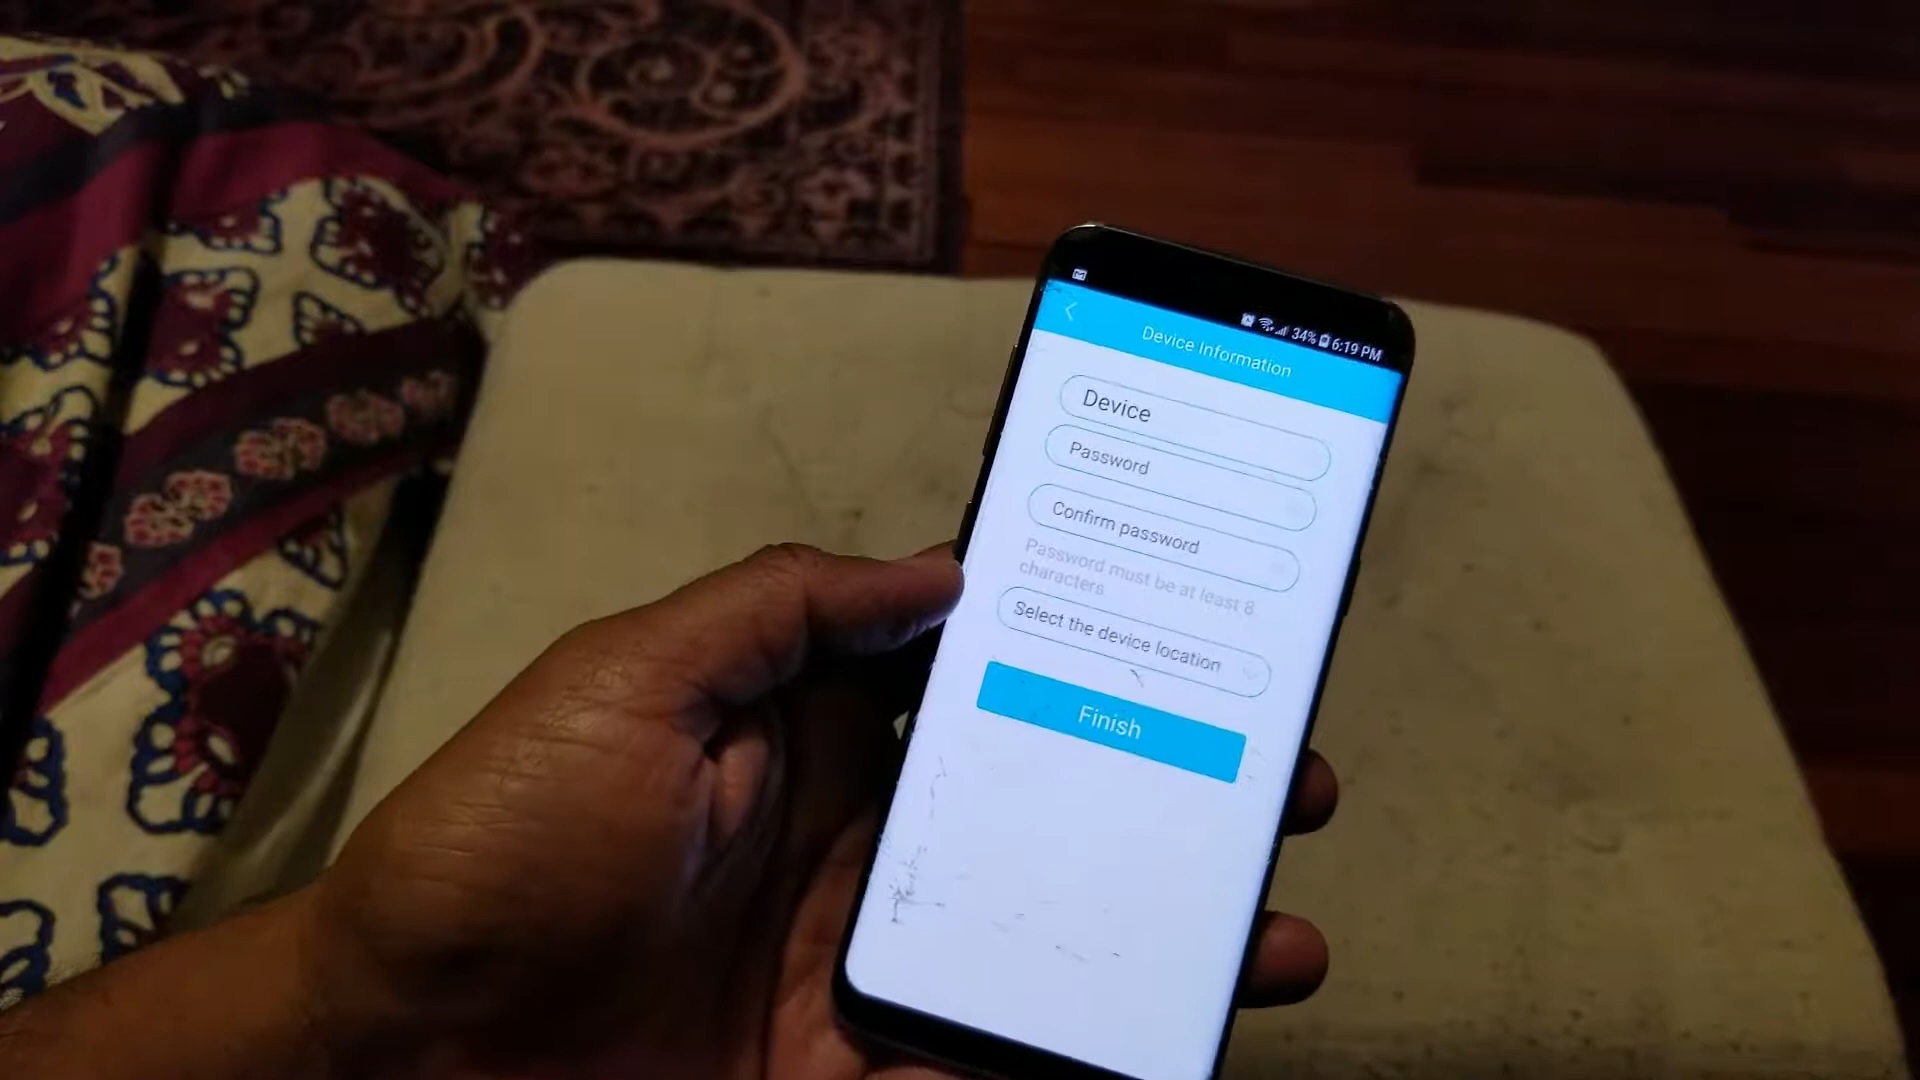 34% 6:19 PM
Device Information
Device
Password
Confirm password
Password must be at least 8
characters
Select the device location
Finish